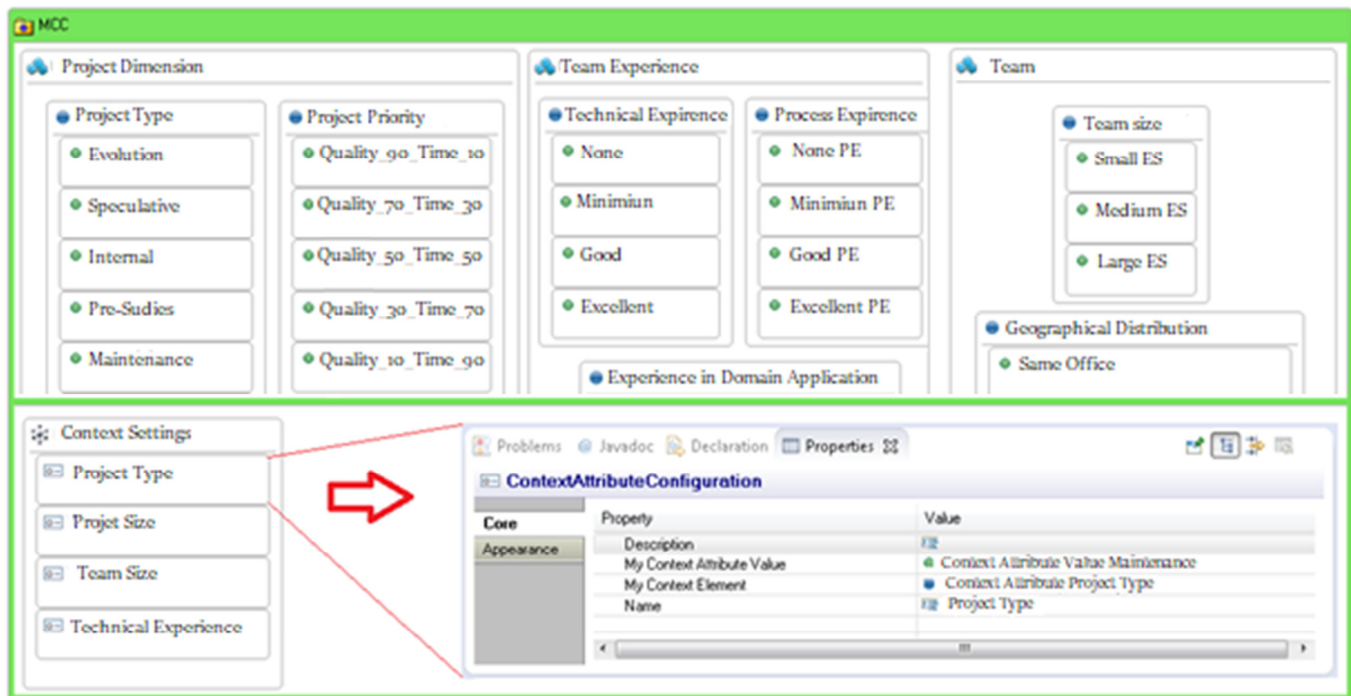 MCC
Project Dimension
Project Type
Evolution
Speculative
Internal
Pre-Sudies
Maintenance
Project Priority
Quality_90_Time_10
Quality_70_Time_30
Quality_50_Time_50
Quality_30_Time_70
Quality_10_Time_90
Team Experience
Technical Expirence
None
Minimiun
Good
Excellent
Process Expirence
None PE
Minimiun PE
Good PE
Excellent PE
Experience in Domain Application
Team
Team size
Small ES
Medium ES
Large ES
Geographical Distribution
Same Office
Context Settings
Project Type
Projet Size
Team Size
Technical Experience
Problems @ Javadoc Declaration Properties
ContextAttributeConfiguration
Core
Appearance
Property Value
Description
My Context Attribute Value Context Attribute Value Maintenance
My Context Element Context Attribute Project Type
Name Project Type